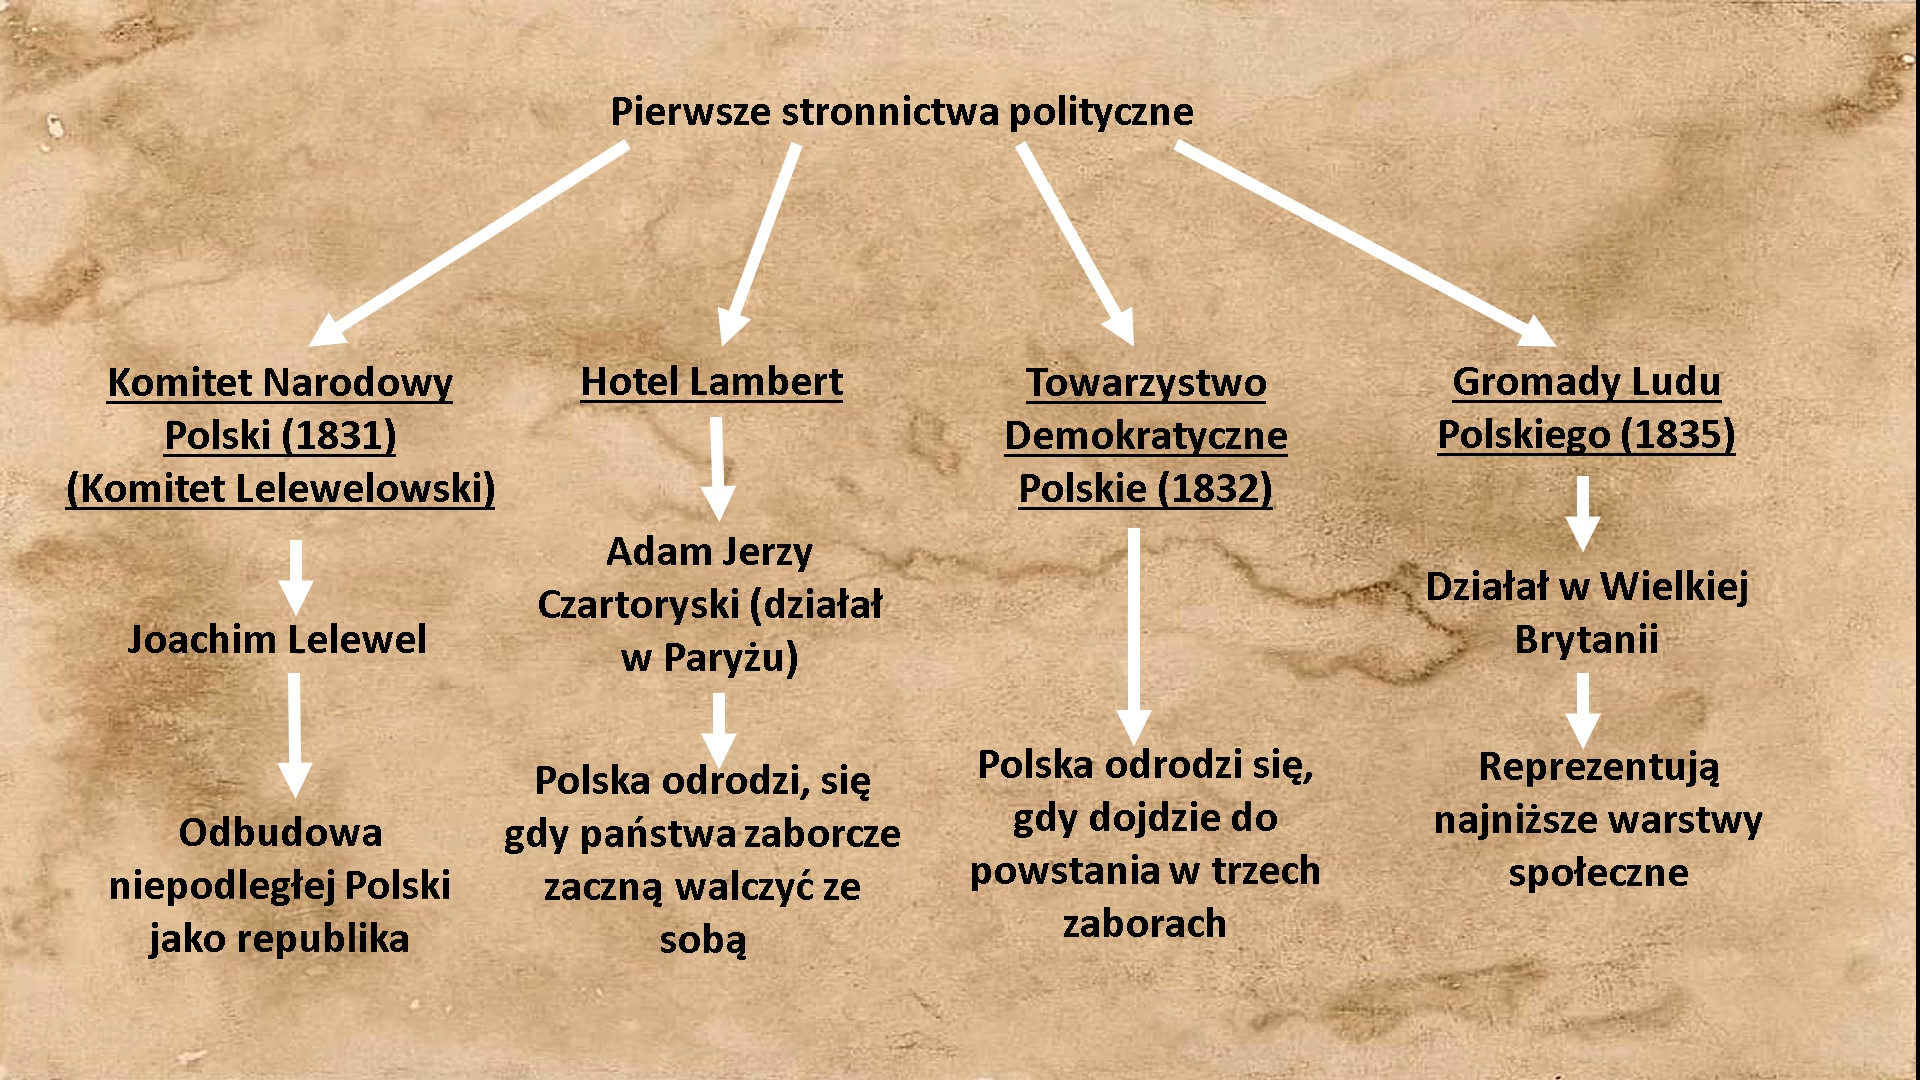 Pierwsze stronnictwa polityczne
Komitet Narodowy
Polski (1831)
(Komitet Lelewelowski)
Joachim Lelewel
Odbudowa
niepodległej Polski
jako republika
Hotel Lambert
Adam Jerzy
Czartoryski (działał
w Paryżu)
Polska odrodzi, się
gdy państwa zaborcze
zaczną walczyć ze
sobą
Towarzystwo
Demokratyczne
Polskie (1832)
Polska odrodzi się,
gdy dojdzie do
powstania w trzech
zaborach
Gromady Ludu
Polskiego (1835)
Działał w Wielkiej
Brytanii
Reprezentują
najniższe warstwy
społeczne